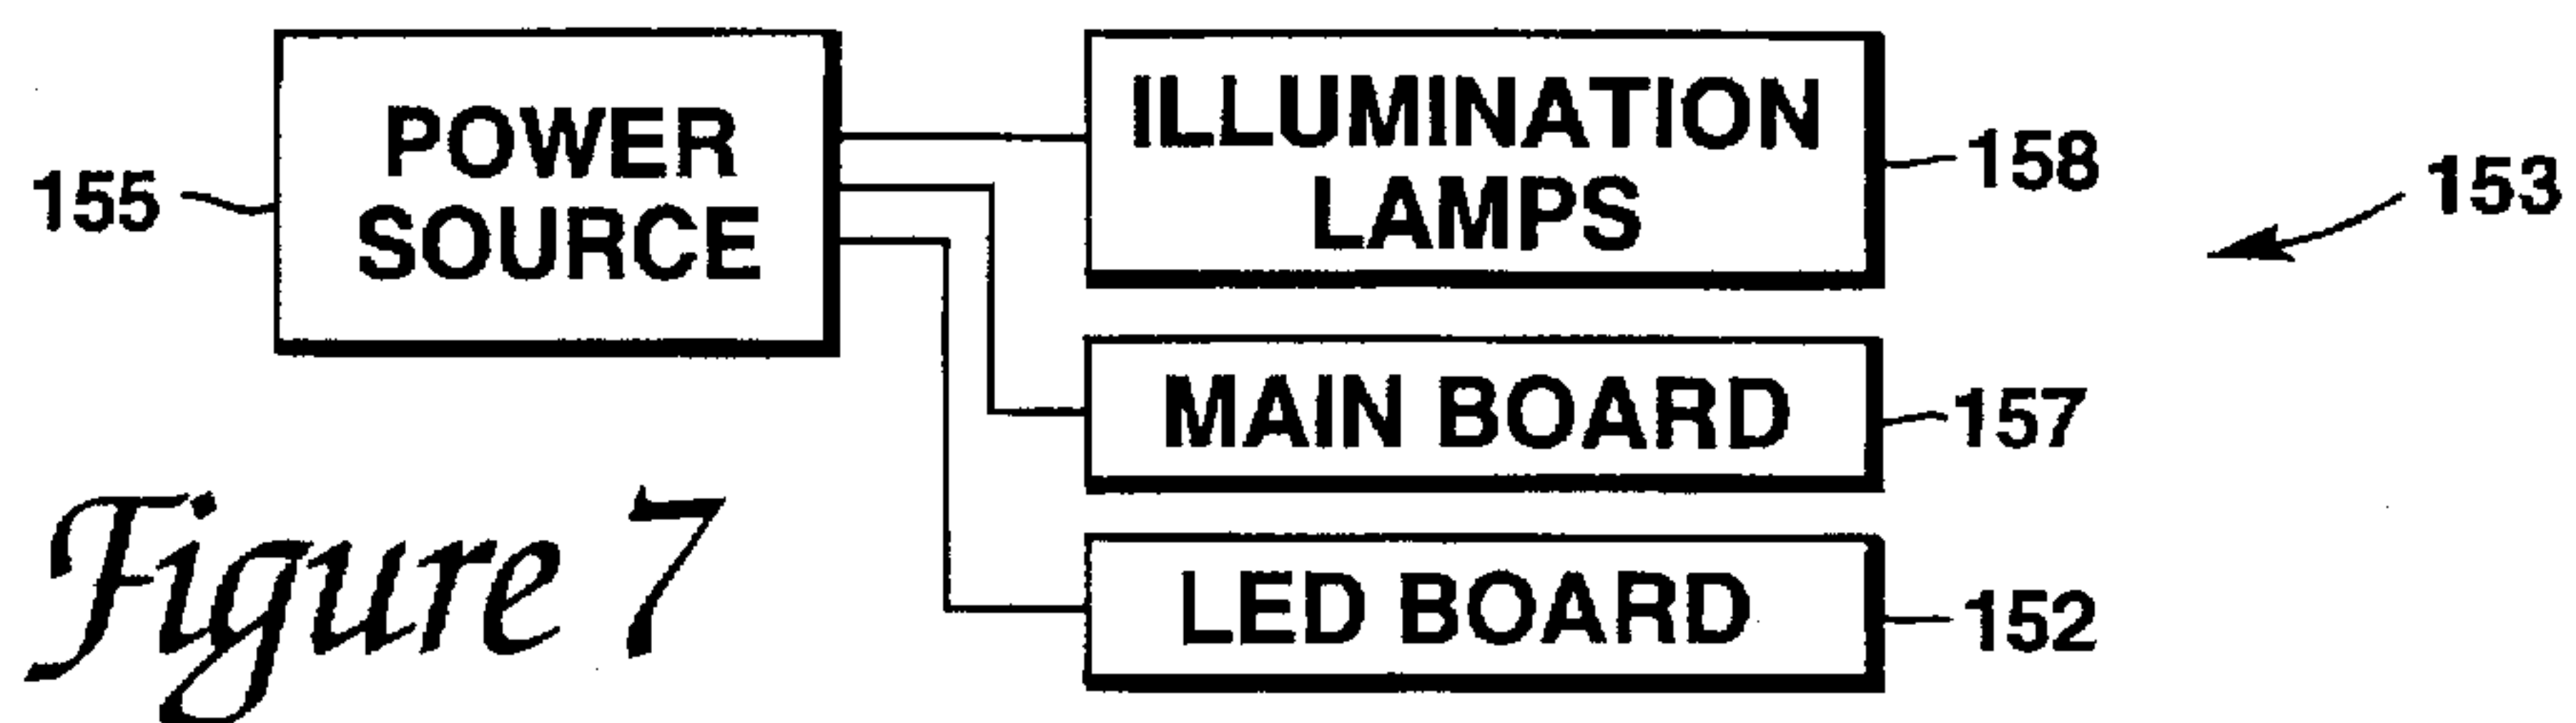 155
POWER
SOURCE
ILLUMINATION
LAMPS
158
153
MAIN BOARD
157
LED BOARD
152
Figure 7